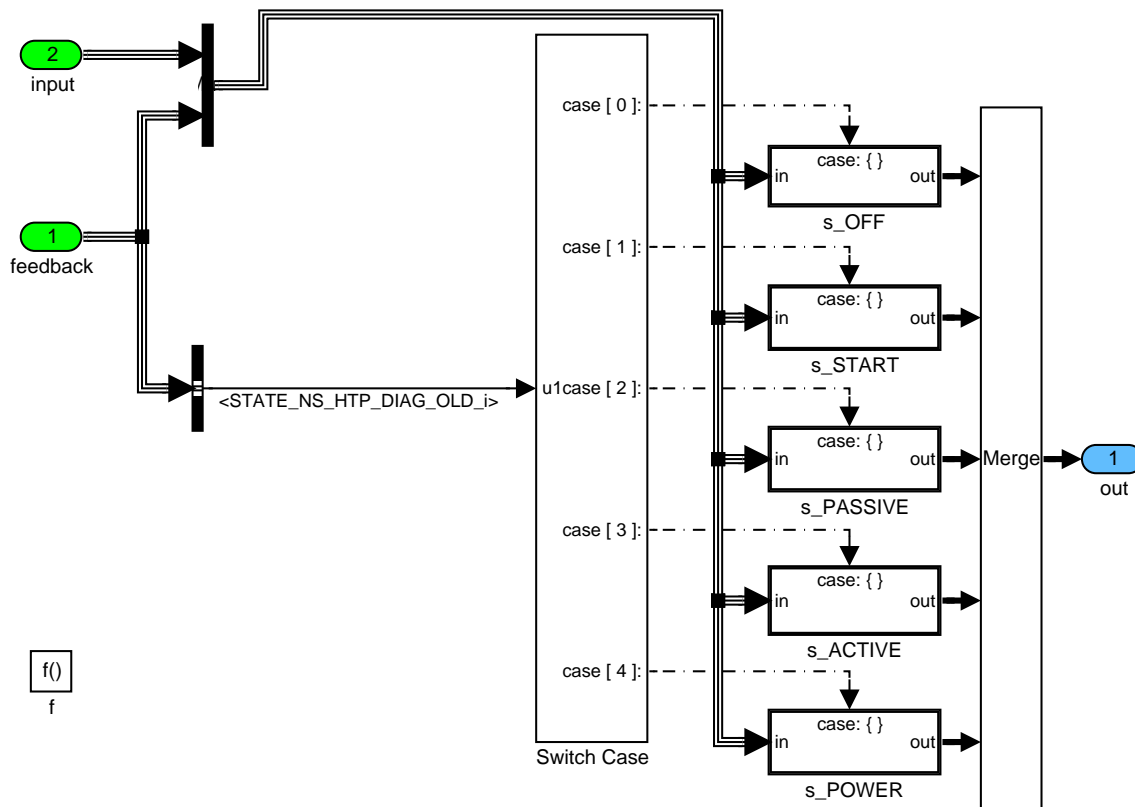 2
input
case [ 0 ]:
case: { }
in
out
s_OFF
1
feedback
case [ 1 ]:
case: { }
in
out
s_START
<STATE_NS_HTP_DIAG_OLD_i>
u1case [ 2 ]:
case: { }
in
out
s_PASSIVE
Merge
1
out
case [ 3 ]:
case: { }
in
out
s_ACTIVE
f()
f
case [ 4 ]:
case: { }
in
out
s_POWER
Switch Case